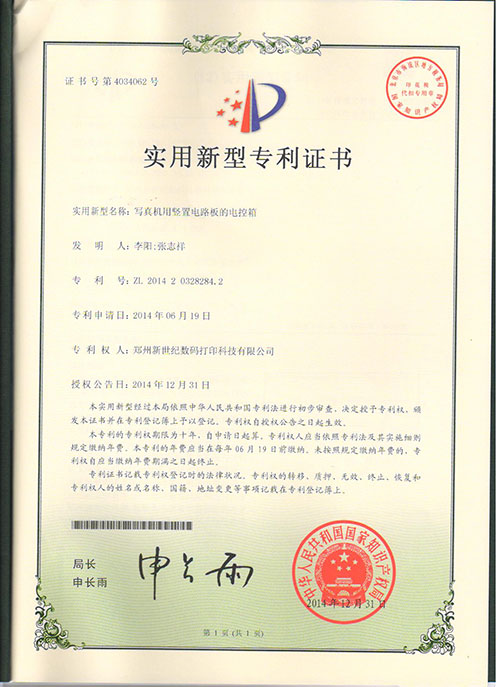 证书号第4034062号
实用新型专利证书
实用新型名称：写真机用竖置电路板的电控箱
发明人：李阳;张志祥
专利号：ZL 2014 2 0328284.2
专利申请日：2014年06月19日
专利权人：郑州新世纪数码打印科技有限公司
授权公告日：2014年12月31日
本实用新型经过本局依照中华人民共和国专利法进行初步审查，决定授予专利权，颁
发本证书并在专利登记簿上予以登记。专利权自授权公告之日起生效。
本专利的专利权期限为十年，自申请日起算。专利权人应当依照专利法及其实施细则
规定缴纳年费。本专利的年费应当在每年06月19日前缴纳。未按照规定缴纳年费的，专
利权自应当缴纳年费期满之日起终止。
专利证书记载专利权登记时的法律状况。专利权的转移、质押、无效、终止、恢复和
专利权人的姓名或名称、国籍、地址变更等事项记载在专利登记簿上。
局长
申长雨
申长雨
中华人民共和国国家知识产权局
2014年12月31日
第1页(共1页)